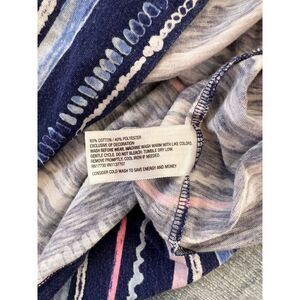 60% COTTON / 40% POLYESTER
EXCLUSIVE OF DECORATION
WASH BEFORE WEAR. MACHINE WASH WARM WITH LIKE COLORS,
GENTLE CYCLE. DO NOT BLEACH. TUMBLE DRY LOW.
REMOVE PROMPTLY. COOL IRON IF NEEDED.
CONSIDER COLD WASH TO SAVE ENERGY AND MONEY